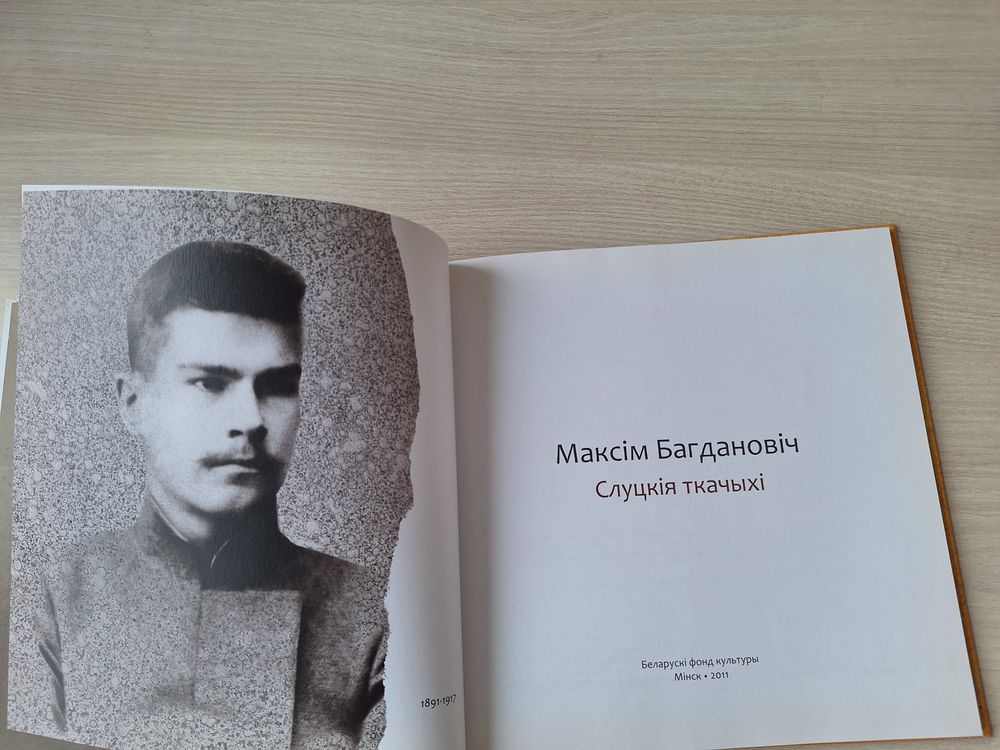 1891-1917
Максім Багдановіч
Слуцкія ткачыхі
Беларускі фонд культуры
Мінск • 2011